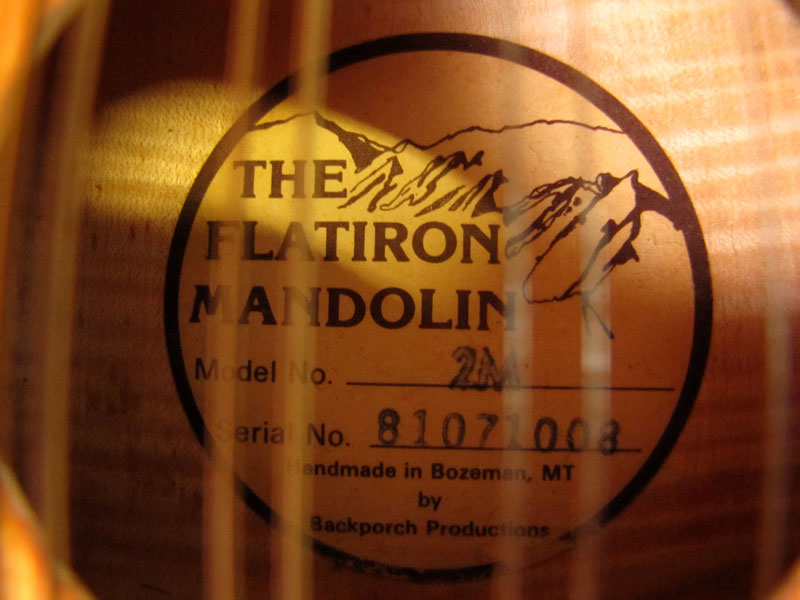 THE
FLATIRON
MANDOLIN
Model No. 2M
Serial No. 81071008
Handmade in Bozeman, MT
by
Backporch Productions